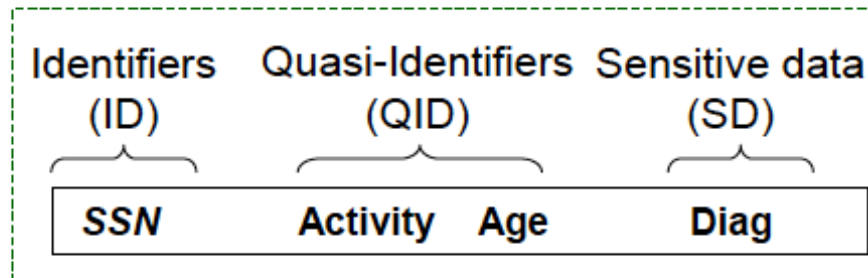 Identifiers Quasi-Identifiers Sensitive data
(ID) (QID) (SD)
SSN Activity Age Diag